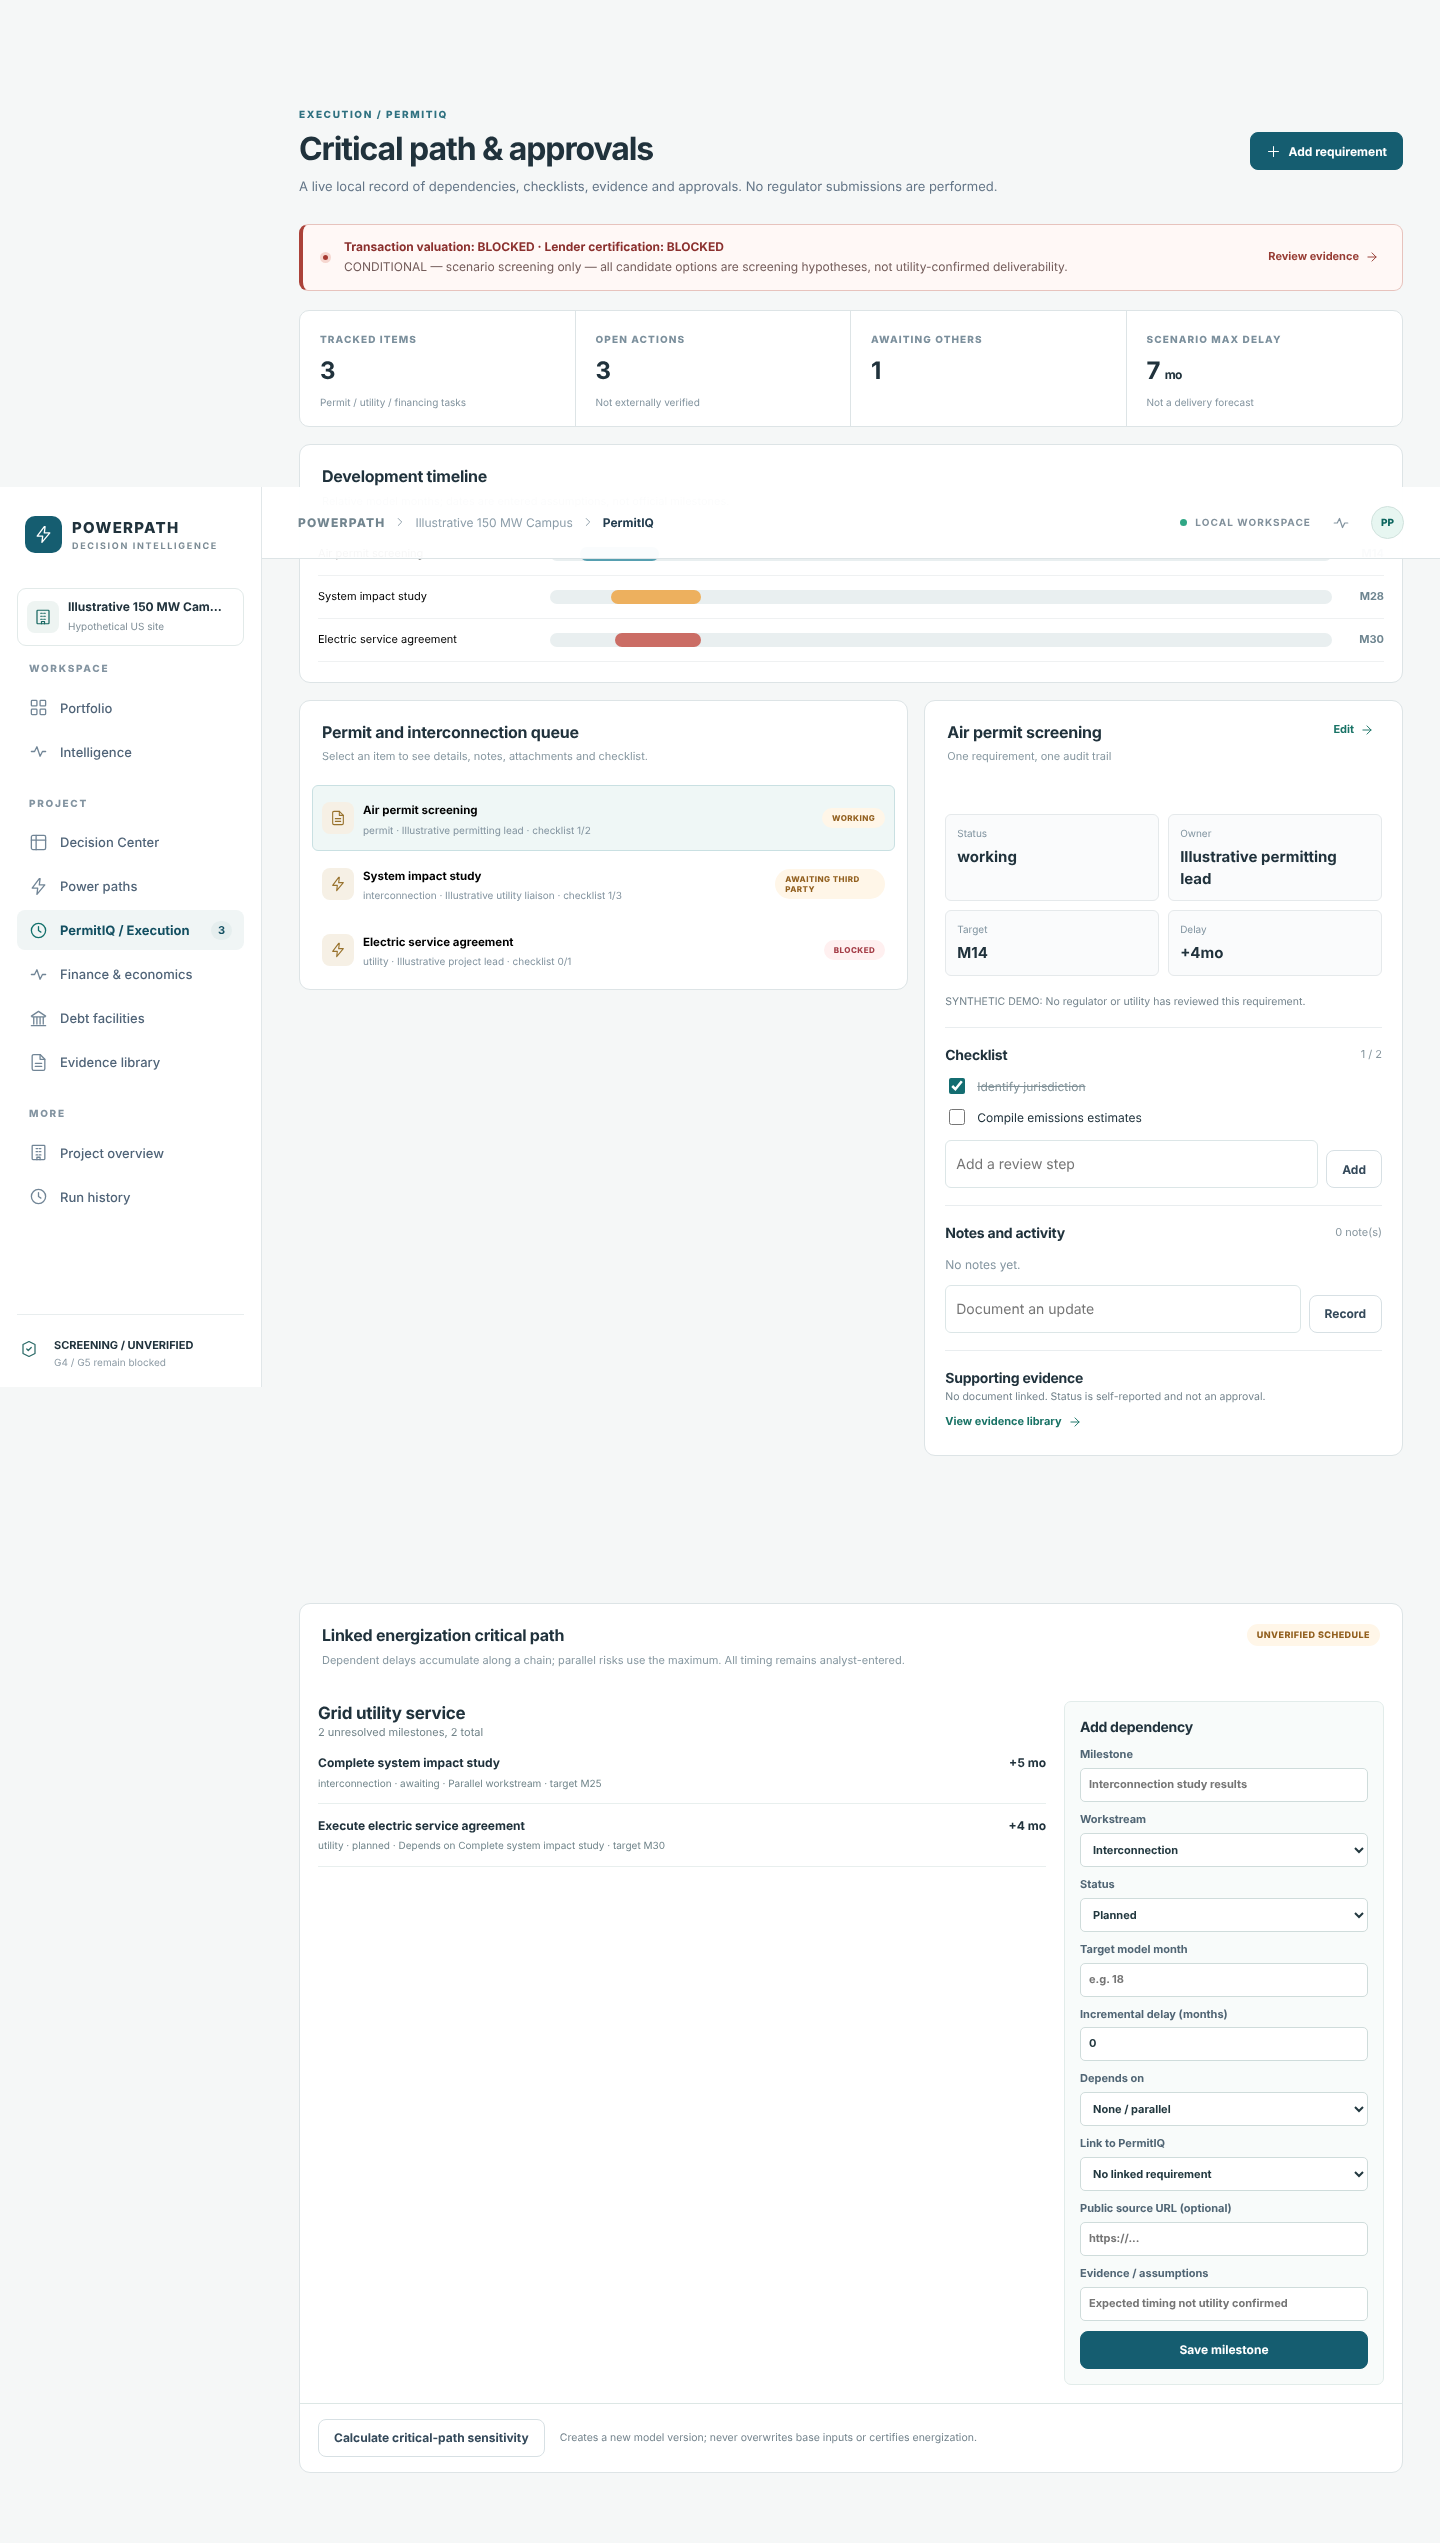 EXECUTION / PERMITIQ
Critical path & approvals
Add requirement
A live local record of dependencies, checklists, evidence and approvals. No regulator submissions are performed.
Transaction valuation: BLOCKED · Lender certification: BLOCKED
CONDITIONAL — scenario screening only — all candidate options are screening hypotheses, not utility-confirmed deliverability.
Review evidence
TRACKED ITEMS
3
Permit / utility / financing tasks
OPEN ACTIONS
3
Not externally verified
AWAITING OTHERS
1
SCENARIO MAX DELAY
7 mo
Not a delivery forecast
Development timeline
POWERPATH
DECISION INTELLIGENCE
POWERPATH
Illustrative 150 MW Campus
PermitIQ
LOCAL WORKSPACE
PP
System impact study
M28
Electric service agreement
M30
Illustrative 150 MW Cam...
Hypothetical US site
WORKSPACE
Portfolio
Intelligence
PROJECT
Decision Center
Power paths
PermitIQ / Execution
3
Finance & economics
Debt facilities
Evidence library
MORE
Project overview
Run history
SCREENING / UNVERIFIED
G4 / G5 remain blocked
Permit and interconnection queue
Select an item to see details, notes, attachments and checklist.
Air permit screening
permit · Illustrative permitting lead · checklist 1/2
WORKING
System impact study
interconnection · Illustrative utility liaison · checklist 1/3
AWAITING THIRD
PARTY
Electric service agreement
utility · Illustrative project lead · checklist 0/1
BLOCKED
Air permit screening
Edit
One requirement, one audit trail
Status
working
Owner
Illustrative permitting
lead
Target
M14
Delay
+4mo
SYNTHETIC DEMO: No regulator or utility has reviewed this requirement.
Checklist
1 / 2
Identify jurisdiction
Compile emissions estimates
Add a review step
Add
Notes and activity
0 note(s)
No notes yet.
Document an update
Record
Supporting evidence
No document linked. Status is self-reported and not an approval.
View evidence library
Linked energization critical path
UNVERIFIED SCHEDULE
Dependent delays accumulate along a chain; parallel risks use the maximum. All timing remains analyst-entered.
Grid utility service
2 unresolved milestones, 2 total
Complete system impact study
+5 mo
interconnection · awaiting · Parallel workstream · target M25
Execute electric service agreement
+4 mo
utility · planned · Depends on Complete system impact study · target M30
Add dependency
Milestone
Interconnection study results
Workstream
Interconnection
Status
Planned
Target model month
e.g. 18
Incremental delay (months)
0
Depends on
None / parallel
Link to PermitIQ
No linked requirement
Public source URL (optional)
https://...
Evidence / assumptions
Expected timing not utility confirmed
Save milestone
Calculate critical-path sensitivity
Creates a new model version; never overwrites base inputs or certifies energization.